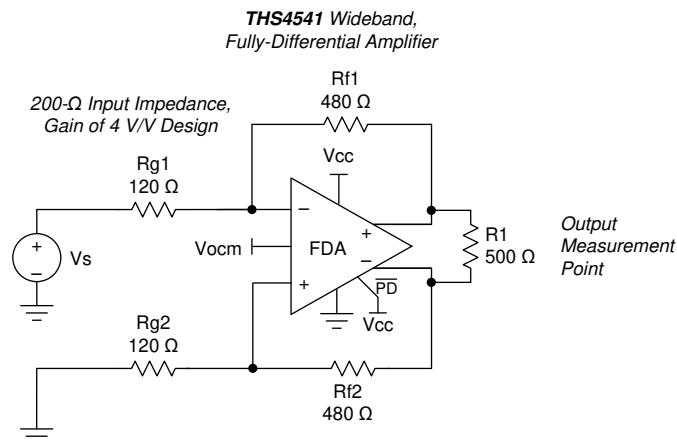 THS4541 Wideband,
Fully-Differential Amplifier
200-Ω Input Impedance,
Gain of 4 V/V Design
Rf1
480 Ω
Rg1
120 Ω
Vcc
Vocm
FDA
−
+
+
−
Vs
+
−
R1
500 Ω
Output
Measurement
Point
PD
Vcc
Rg2
120 Ω
Rf2
480 Ω